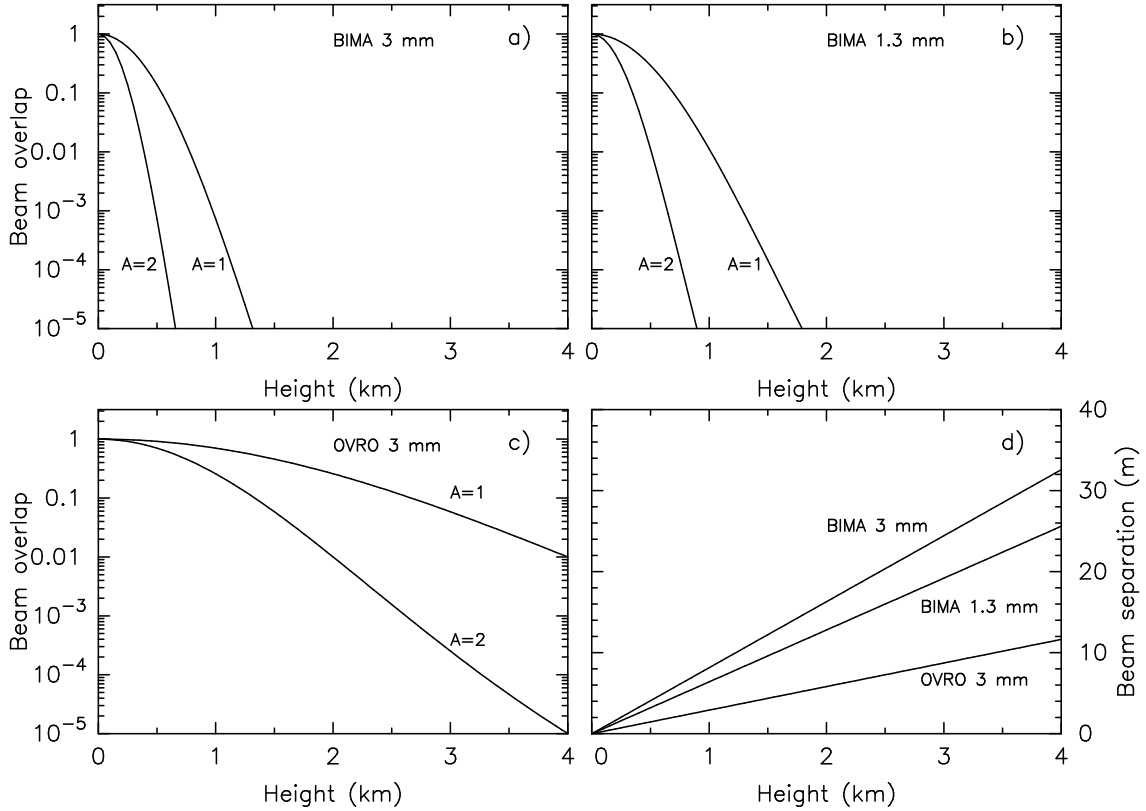 BIMA 3 mm a)
Beam overlap
1
0.1
0.01
10^-3
10^-4
10^-5
A=2 A=1
0 1 2 3 4
Height (km)
BIMA 1.3 mm b)
A=2 A=1
0 1 2 3 4
Height (km)
OVRO 3 mm c)
Beam overlap
1
0.1
0.01
10^-3
10^-4
10^-5
A=1
A=2
0 1 2 3 4
Height (km)
d)
BIMA 3 mm
BIMA 1.3 mm
OVRO 3 mm
40
30
20
10
0
Beam separation (m)
0 1 2 3 4
Height (km)